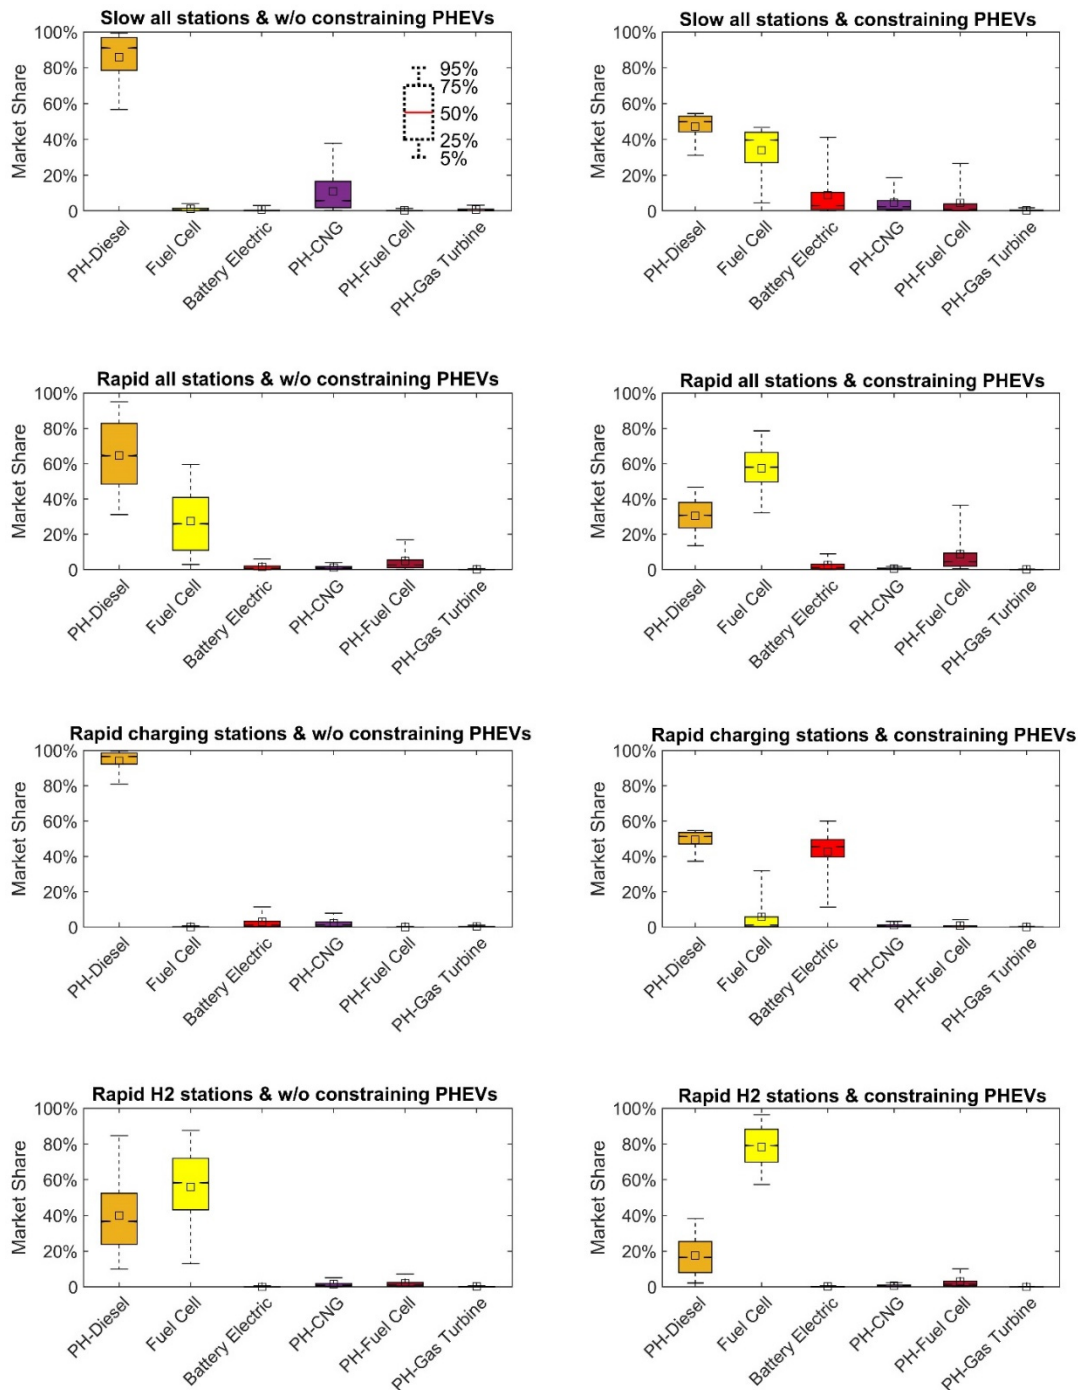 Slow all stations & w/o constraining PHEVs
Market Share
100%
80%
60%
40%
20%
0
95%
75%
50%
25%
5%
PH-Diesel
Fuel Cell
Battery Electric
PH-CNG
PH-Fuel Cell
PH-Gas Turbine
Slow all stations & constraining PHEVs
Market Share
100%
80%
60%
40%
20%
0
PH-Diesel
Fuel Cell
Battery Electric
PH-CNG
PH-Fuel Cell
PH-Gas Turbine
Rapid all stations & w/o constraining PHEVs
Market Share
100%
80%
60%
40%
20%
0
PH-Diesel
Fuel Cell
Battery Electric
PH-CNG
PH-Fuel Cell
PH-Gas Turbine
Rapid all stations & constraining PHEVs
Market Share
100%
80%
60%
40%
20%
0
PH-Diesel
Fuel Cell
Battery Electric
PH-CNG
PH-Fuel Cell
PH-Gas Turbine
Rapid charging stations & w/o constraining PHEVs
Market Share
100%
80%
60%
40%
20%
0
PH-Diesel
Fuel Cell
Battery Electric
PH-CNG
PH-Fuel Cell
PH-Gas Turbine
Rapid charging stations & constraining PHEVs
Market Share
100%
80%
60%
40%
20%
0
PH-Diesel
Fuel Cell
Battery Electric
PH-CNG
PH-Fuel Cell
PH-Gas Turbine
Rapid H2 stations & w/o constraining PHEVs
Market Share
100%
80%
60%
40%
20%
0
PH-Diesel
Fuel Cell
Battery Electric
PH-CNG
PH-Fuel Cell
PH-Gas Turbine
Rapid H2 stations & constraining PHEVs
Market Share
100%
80%
60%
40%
20%
0
PH-Diesel
Fuel Cell
Battery Electric
PH-CNG
PH-Fuel Cell
PH-Gas Turbine